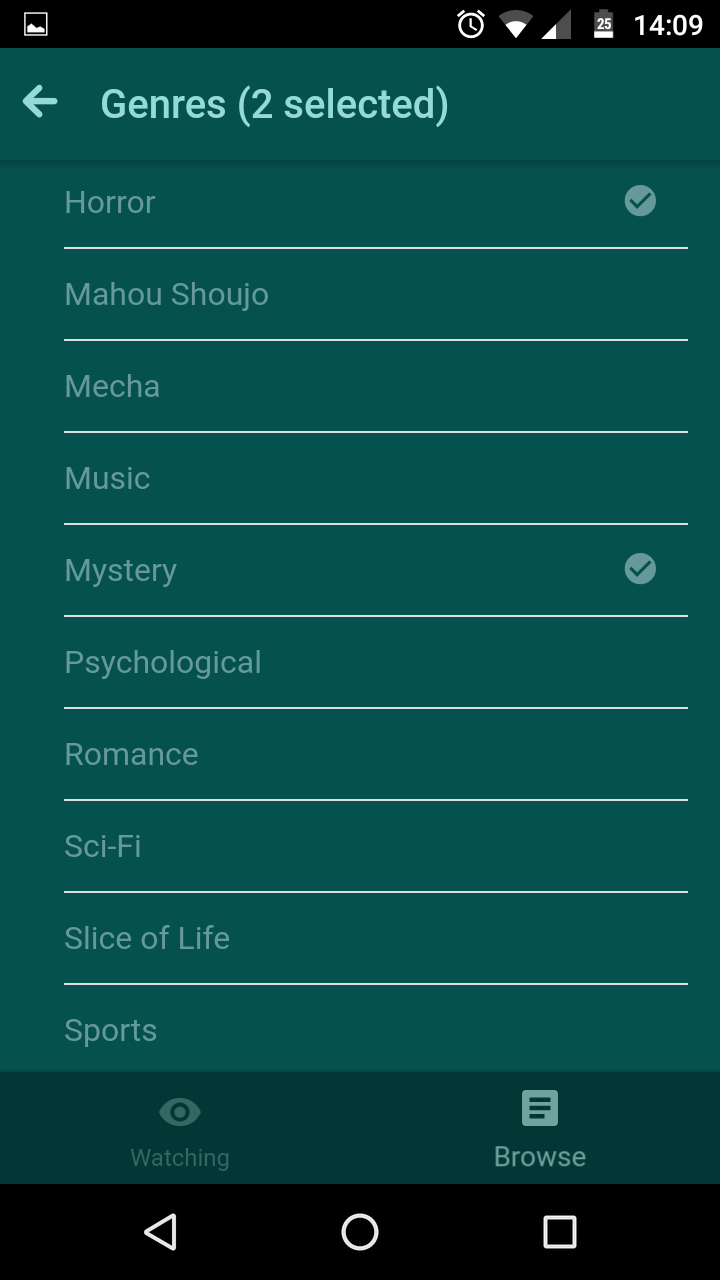 25 14:09
Genres (2 selected)
Horror
Mahou Shoujo
Mecha
Music
Mystery
Psychological
Romance
Sci-Fi
Slice of Life
Sports
Watching Browse